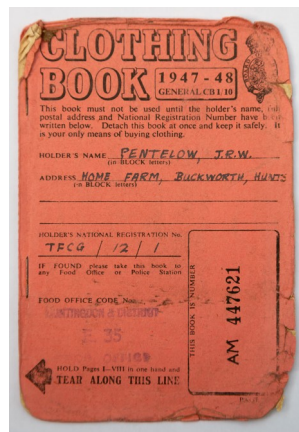 CLOTHING
BOOK
1947-48
GENERAL CB 1/10
This book must not be used until the holder's name, (in
postal address and National Registration Number have been
written below. Detach this book at once and keep it safely. It
is your only means of buying clothing.
HOLDER'S NAME PENTELOW, J.R.W.
(in BLOCK letters)
ADDRESS HOME FARM, BUCKWORTH, HUNTS
(in BLOCK letters)
HOLDER'S NATIONAL REGISTRATION No.
TFCG / 12 / 1
IF FOUND please take this book to
any Food Office or Police Station
FOOD OFFICE CODE No.
35
OFFICE
THIS BOOK IS NUMBER
AM 447621
HOLD Pages I–VIII in one hand and
TEAR ALONG THIS LINE